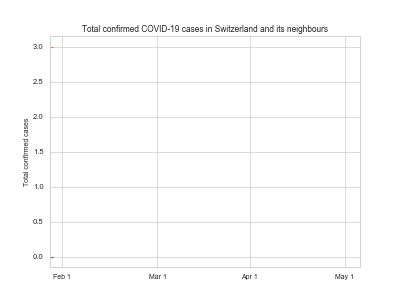 Total confirmed COVID-19 cases in Switzerland and its neighbours
Total confirmed cases
3.0
2.5
2.0
1.5
1.0
0.5
0.0
Feb 1 Mar 1 Apr 1 May 1